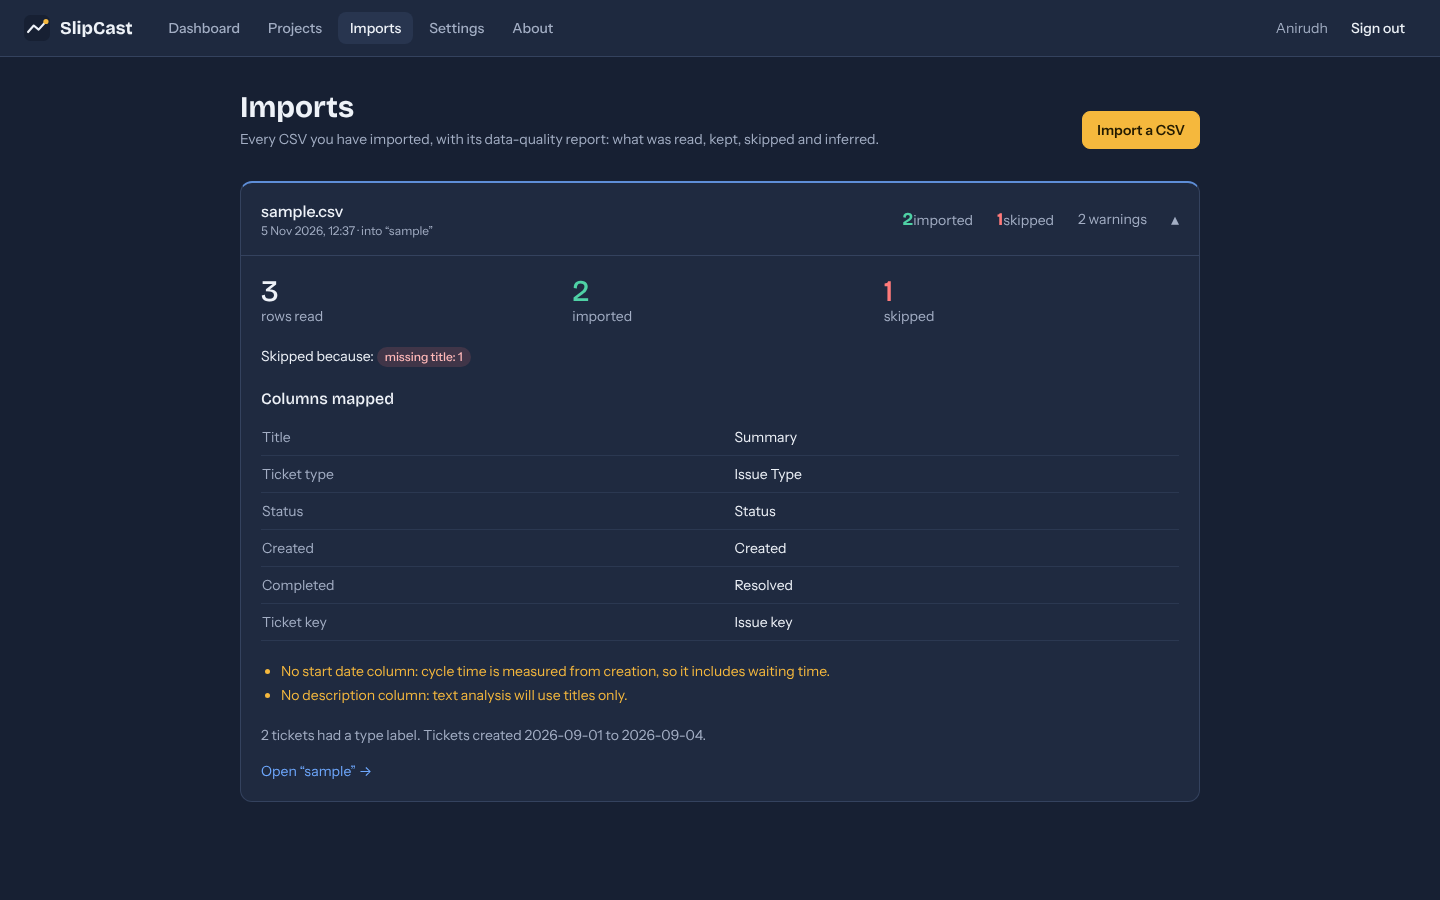 SlipCast Dashboard Projects Imports Settings About Anirudh Sign out
Imports
Every CSV you have imported, with its data-quality report: what was read, kept, skipped and inferred.
Import a CSV
sample.csv
5 Nov 2026, 12:37 · into “sample”
2imported 1skipped 2 warnings ▲
3 2 1
rows read imported skipped
Skipped because: missing title: 1
Columns mapped
Title Summary
Ticket type Issue Type
Status Status
Created Created
Completed Resolved
Ticket key Issue key
• No start date column: cycle time is measured from creation, so it includes waiting time.
• No description column: text analysis will use titles only.
2 tickets had a type label. Tickets created 2026-09-01 to 2026-09-04.
Open “sample” →